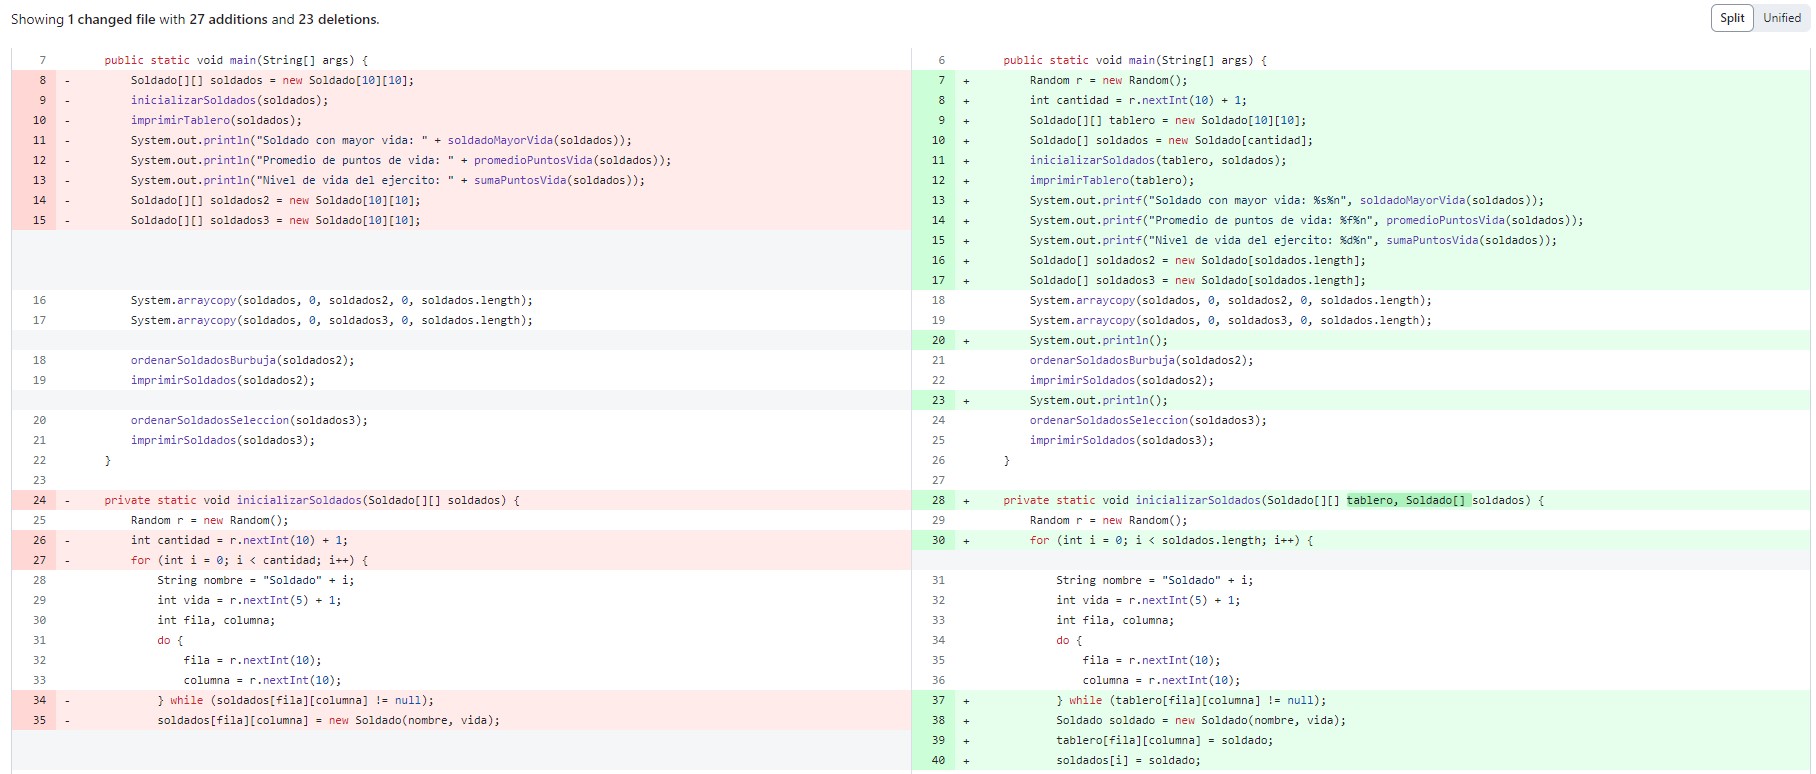 Showing 1 changed file with 27 additions and 23 deletions.
Split Unified
7 public static void main(String[] args) {
8 - Soldado[][] soldados = new Soldado[10][10];
9 - inicializarSoldados(soldados);
10 - imprimirTablero(soldados);
11 - System.out.println("Soldado con mayor vida: " + soldadoMayorVida(soldados));
12 - System.out.println("Promedio de puntos de vida: " + promedioPuntosVida(soldados));
13 - System.out.println("Nivel de vida del ejercito: " + sumaPuntosVida(soldados));
14 - Soldado[][] soldados2 = new Soldado[10][10];
15 - Soldado[][] soldados3 = new Soldado[10][10];
16 System.arraycopy(soldados, 0, soldados2, 0, soldados.length);
17 System.arraycopy(soldados, 0, soldados3, 0, soldados.length);
18 ordenarSoldadosBurbuja(soldados2);
19 imprimirSoldados(soldados2);
20 ordenarSoldadosSeleccion(soldados3);
21 imprimirSoldados(soldados3);
22 }
23
24 - private static void inicializarSoldados(Soldado[][] soldados) {
25 Random r = new Random();
26 - int cantidad = r.nextInt(10) + 1;
27 - for (int i = 0; i < cantidad; i++) {
28 String nombre = "Soldado" + i;
29 int vida = r.nextInt(5) + 1;
30 int fila, columna;
31 do {
32 fila = r.nextInt(10);
33 columna = r.nextInt(10);
34 - } while (soldados[fila][columna] != null);
35 - soldados[fila][columna] = new Soldado(nombre, vida);
6 public static void main(String[] args) {
7 + Random r = new Random();
8 + int cantidad = r.nextInt(10) + 1;
9 + Soldado[][] tablero = new Soldado[10][10];
10 + Soldado[] soldados = new Soldado[cantidad];
11 + inicializarSoldados(tablero, soldados);
12 + imprimirTablero(tablero);
13 + System.out.printf("Soldado con mayor vida: %s%n", soldadoMayorVida(soldados));
14 + System.out.printf("Promedio de puntos de vida: %f%n", promedioPuntosVida(soldados));
15 + System.out.printf("Nivel de vida del ejercito: %d%n", sumaPuntosVida(soldados));
16 + Soldado[] soldados2 = new Soldado[soldados.length];
17 + Soldado[] soldados3 = new Soldado[soldados.length];
18 System.arraycopy(soldados, 0, soldados2, 0, soldados.length);
19 System.arraycopy(soldados, 0, soldados3, 0, soldados.length);
20 + System.out.println();
21 ordenarSoldadosBurbuja(soldados2);
22 imprimirSoldados(soldados2);
23 + System.out.println();
24 ordenarSoldadosSeleccion(soldados3);
25 imprimirSoldados(soldados3);
26 }
27
28 + private static void inicializarSoldados(Soldado[][] tablero, Soldado[] soldados) {
29 Random r = new Random();
30 + for (int i = 0; i < soldados.length; i++) {
31 String nombre = "Soldado" + i;
32 int vida = r.nextInt(5) + 1;
33 int fila, columna;
34 do {
35 fila = r.nextInt(10);
36 columna = r.nextInt(10);
37 + } while (tablero[fila][columna] != null);
38 + Soldado soldado = new Soldado(nombre, vida);
39 + tablero[fila][columna] = soldado;
40 + soldados[i] = soldado;